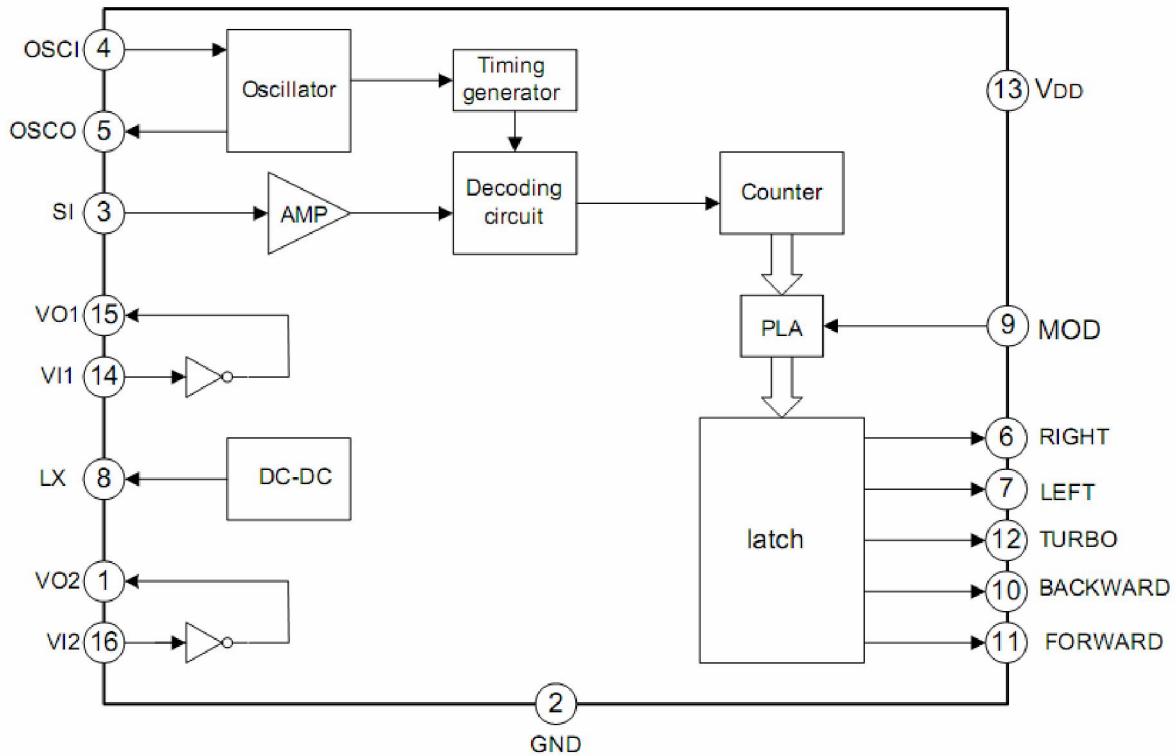 OSCI 4
Oscillator
Timing
generator
13 VDD
OSCO 5
SI 3
AMP
Decoding
circuit
Counter
VO1 15
PLA
9 MOD
VI1 14
LX 8
DC-DC
latch
6 RIGHT
7 LEFT
12 TURBO
10 BACKWARD
11 FORWARD
VO2 1
VI2 16
2
GND